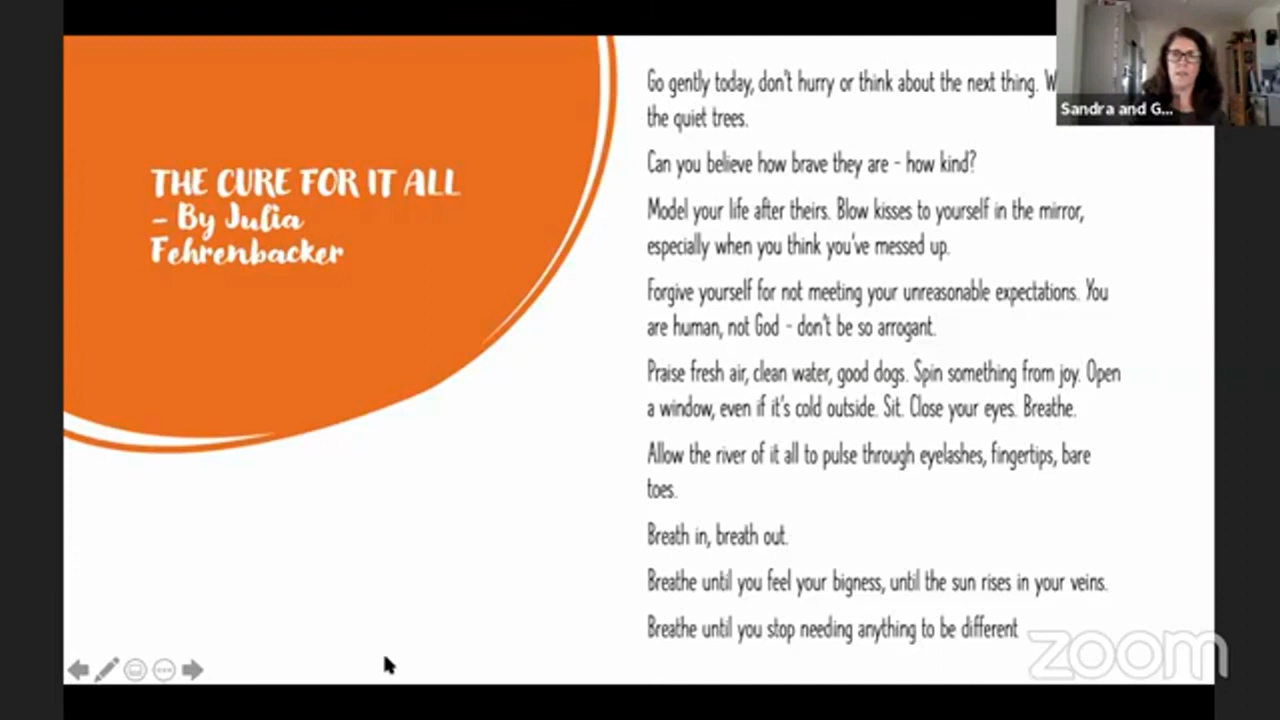 THE CURE FOR IT ALL
– By Julia
Fehrenbacker
Go gently today, don't hurry or think about the next thing.
the quiet trees.
Can you believe how brave they are – how kind?
Model your life after theirs. Blow kisses to yourself in the mirror,
especially when you think you've messed up.
Forgive yourself for not meeting your unreasonable expectations. You
are human, not God – don't be so arrogant.
Praise fresh air, clean water, good dogs. Spin something from joy. Open
a window, even if it's cold outside. Sit. Close your eyes. Breathe.
Allow the river of it all to pulse through eyelashes, fingertips, bare
toes.
Breath in, breath out.
Breathe until you feel your bigness, until the sun rises in your veins.
Breathe until you stop needing anything to be different
Sandra and G...
zoom